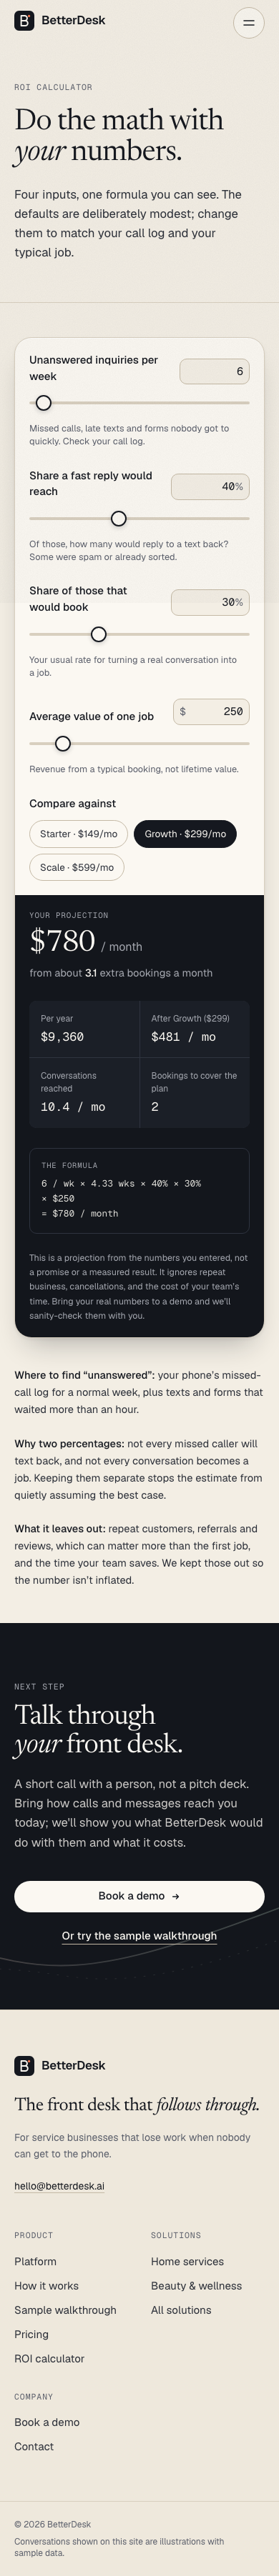 BetterDesk
ROI CALCULATOR
Do the math with
your numbers.
Four inputs, one formula you can see. The
defaults are deliberately modest; change
them to match your call log and your
typical job.
Unanswered inquiries per
week
6
Missed calls, late texts and forms nobody got to
quickly. Check your call log.
Share a fast reply would
reach
40%
Of those, how many would reply to a text back?
Some were spam or already sorted.
Share of those that
would book
30%
Your usual rate for turning a real conversation into
a job.
Average value of one job
$ 250
Revenue from a typical booking, not lifetime value.
Compare against
Starter · $149/mo
Growth · $299/mo
Scale · $599/mo
YOUR PROJECTION
$780 / month
from about 3.1 extra bookings a month
Per year
$9,360
After Growth ($299)
$481 / mo
Conversations
reached
10.4 / mo
Bookings to cover the
plan
2
THE FORMULA
6 / wk × 4.33 wks × 40% × 30%
× $250
= $780 / month
This is a projection from the numbers you entered, not
a promise or a measured result. It ignores repeat
business, cancellations, and the cost of your team's
time. Bring your real numbers to a demo and we'll
sanity-check them with you.
Where to find “unanswered”: your phone's missed-
call log for a normal week, plus texts and forms that
waited more than an hour.
Why two percentages: not every missed caller will
text back, and not every conversation becomes a
job. Keeping them separate stops the estimate from
quietly assuming the best case.
What it leaves out: repeat customers, referrals and
reviews, which can matter more than the first job,
and the time your team saves. We kept those out so
the number isn't inflated.
NEXT STEP
Talk through
your front desk.
A short call with a person, not a pitch deck.
Bring how calls and messages reach you
today; we'll show you what BetterDesk would
do with them and what it costs.
Book a demo →
Or try the sample walkthrough
BetterDesk
The front desk that follows through.
For service businesses that lose work when nobody
can get to the phone.
hello@betterdesk.ai
PRODUCT
Platform
How it works
Sample walkthrough
Pricing
ROI calculator
SOLUTIONS
Home services
Beauty & wellness
All solutions
COMPANY
Book a demo
Contact
© 2026 BetterDesk
Conversations shown on this site are illustrations with
sample data.